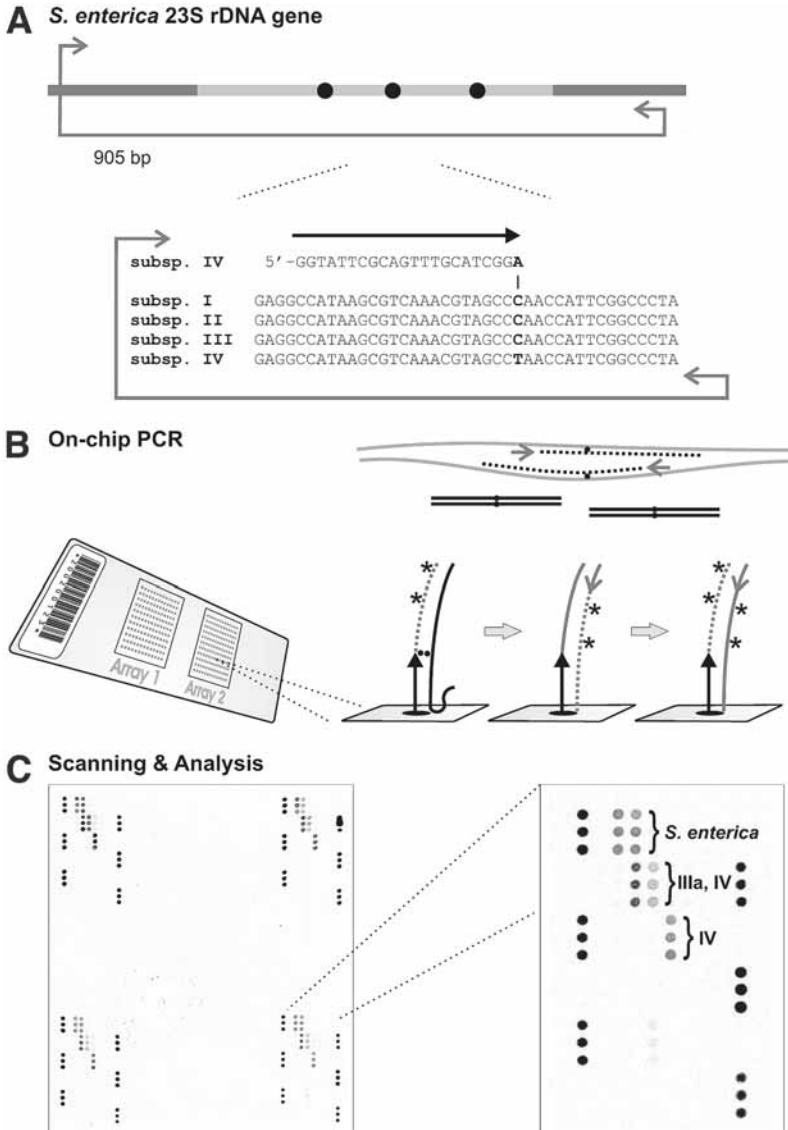 A S. enterica 23S rDNA gene
905 bp
subsp. IV 5'-GGTATTCGCAGTTTGCATCGGA
subsp. I GAGGCCATAAGCGTCAAACGTAGCCCAACCATTCGGCCCTA
subsp. II GAGGCCATAAGCGTCAAACGTAGCCCAACCATTCGGCCCTA
subsp. III GAGGCCATAAGCGTCAAACGTAGCCCAACCATTCGGCCCTA
subsp. IV GAGGCCATAAGCGTCAAACGTAGCCTAACCATTCGGCCCTA
B On-chip PCR
Array 1
Array 2
* *
* *
* * * *
C Scanning & Analysis
S. enterica
IIIa, IV
IV